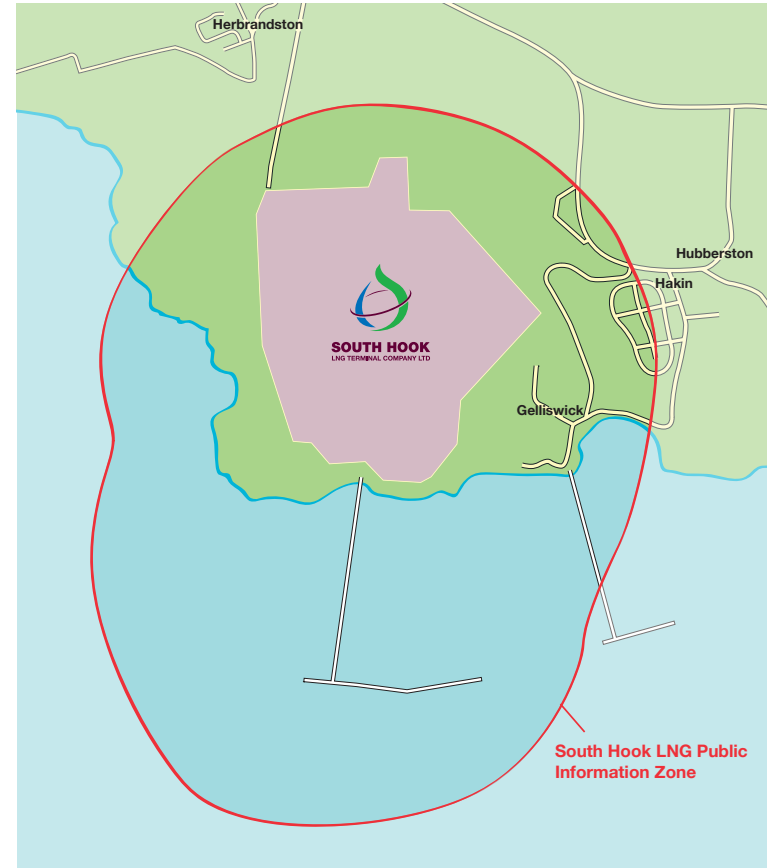 Herbrandston
Hubberston
Hakin
SOUTH HOOK
LNG TERMINAL COMPANY LTD
Gelliswick
South Hook LNG Public
Information Zone